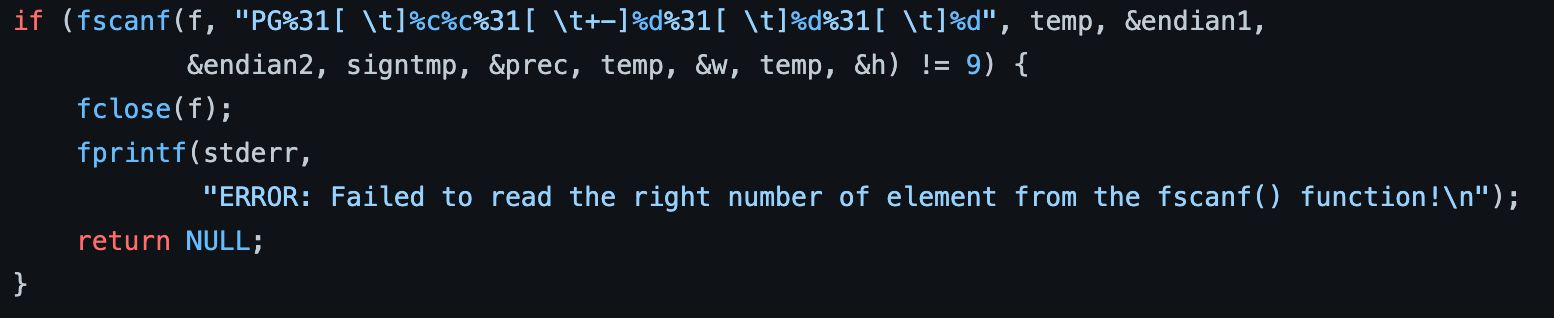 if (fscanf(f, "PG%31[ \t]%c%c%31[ \t+-]%d%31[ \t]%d%31[ \t]%d", temp, &endian1,
           &endian2, signtmp, &prec, temp, &w, temp, &h) != 9) {
    fclose(f);
    fprintf(stderr,
            "ERROR: Failed to read the right number of element from the fscanf() function!\n");
    return NULL;
}